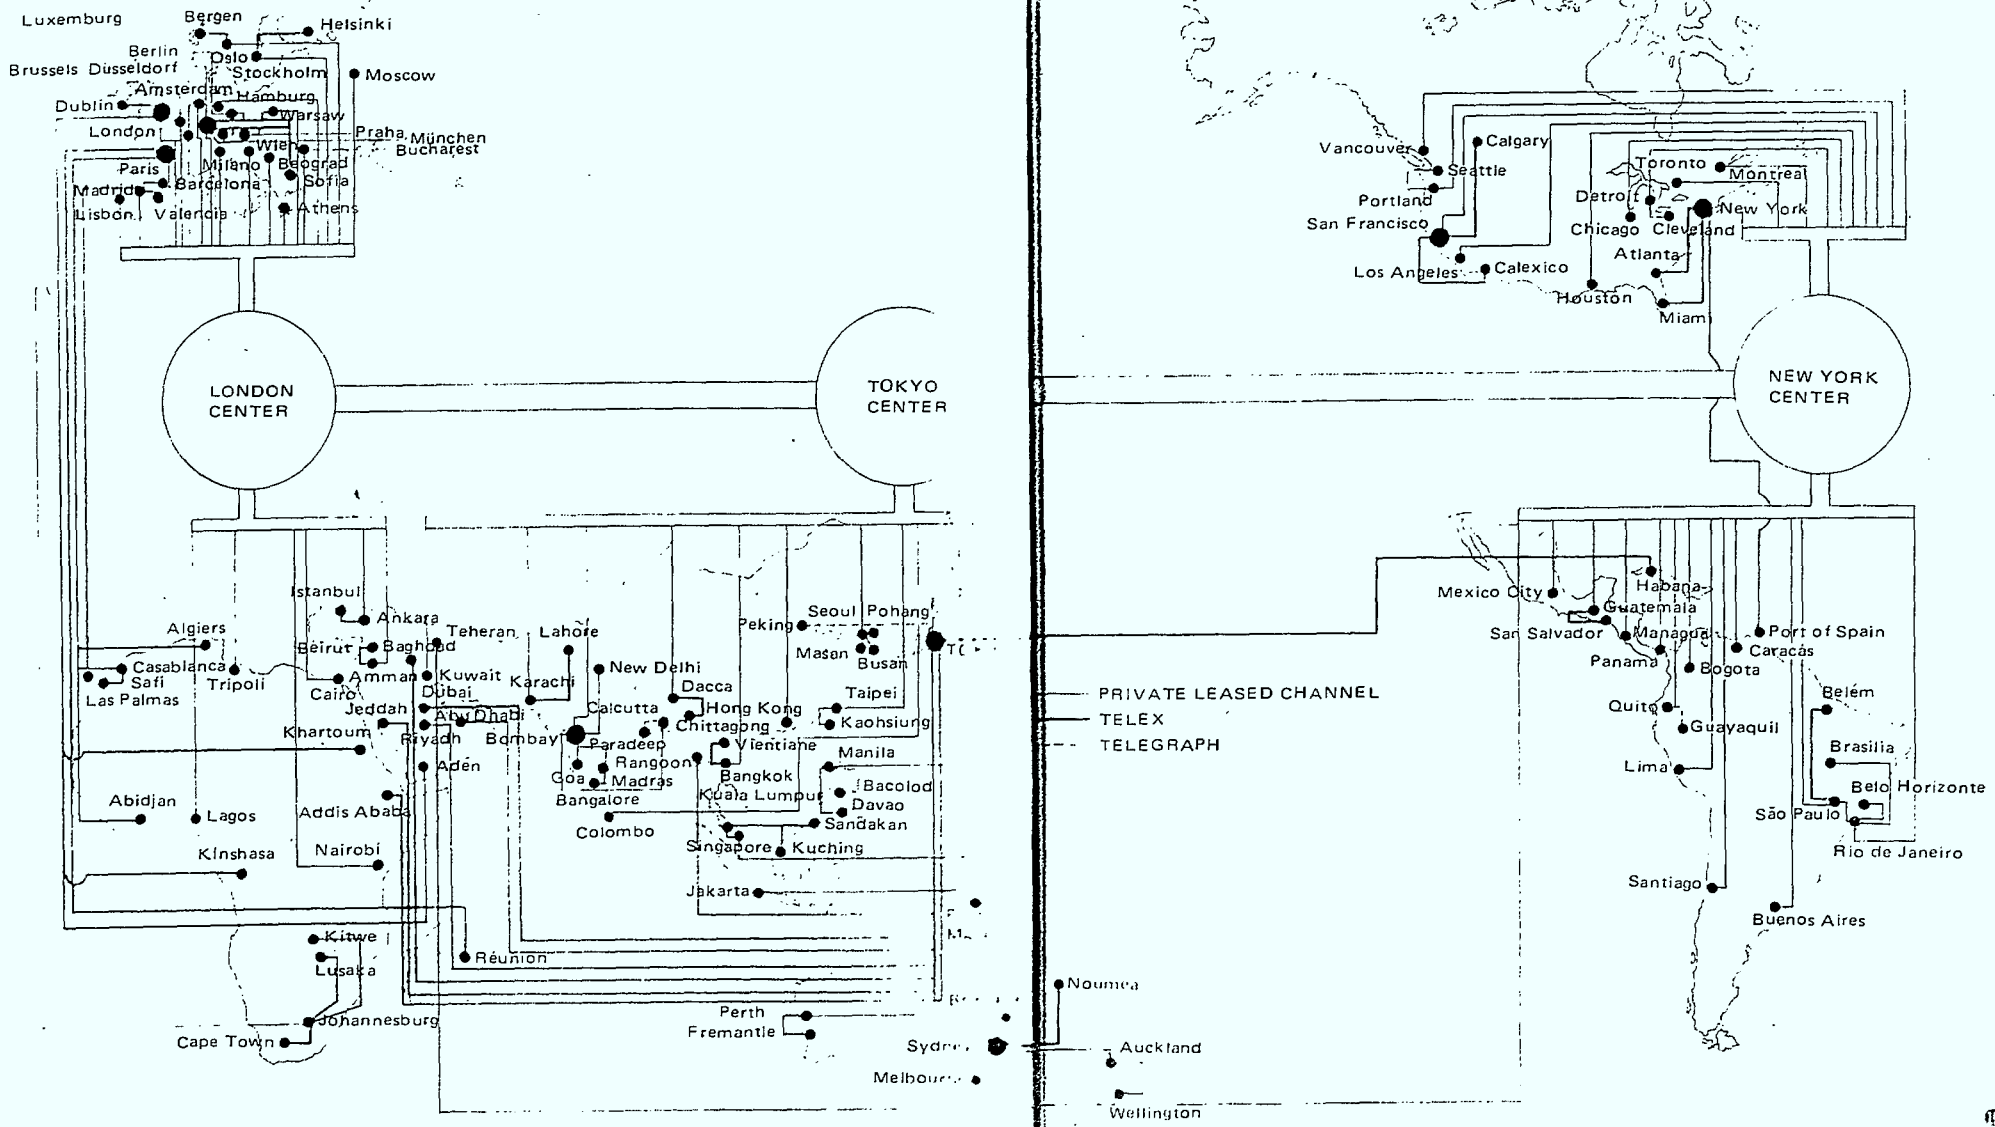 Luxemburg
Bergen
Helsinki
Berlin
Oslo
Brussels Düsseldorf
Stockholm
Moscow
Amsterdam
Hamburg
Dublin
Warsaw
London
Praha
München
Wien
Bucharest
Paris
Milano
Beograd
Madrid
Barcelona
Sofia
Lisbon
Valencia
Athens
Vancouver
Calgary
Seattle
Toronto
Montreal
Portland
Detroit
New York
San Francisco
Chicago
Cleveland
Atlanta
Los Angeles
Calexico
Houston
Miami
LONDON
CENTER
TOKYO
CENTER
NEW YORK
CENTER
Istanbul
Ankara
Algiers
Beirut
Baghdad
Teheran
Lahore
Peking
Seoul
Pohang
Masan
Busan
Casablanca
Safi
Las Palmas
Tripoli
Amman
Cairo
Kuwait
Dubai
Karachi
New Delhi
Dacca
Taipei
Jeddah
Abu Dhabi
Calcutta
Hong Kong
Kaohsiung
Khartoum
Riyadh
Bombay
Paradeep
Chittagong
Vientiane
Manila
Aden
Goa
Madras
Rangoon
Bangkok
Bangalore
Kuala Lumpur
Bacolod
Davao
Abidjan
Lagos
Addis Ababa
Colombo
Sandakan
Kinshasa
Nairobi
Singapore
Kuching
Jakarta
Kitwe
Lusaka
Réunion
Johannesburg
Cape Town
Perth
Fremantle
Noumea
Auckland
Wellington
PRIVATE LEASED CHANNEL
TELEX
TELEGRAPH
Mexico City
Habana
Guatemala
San Salvador
Managua
Port of Spain
Panama
Caracas
Bogota
Belém
Quito
Guayaquil
Brasilia
Lima
Belo Horizonte
São Paulo
Rio de Janeiro
Santiago
Buenos Aires